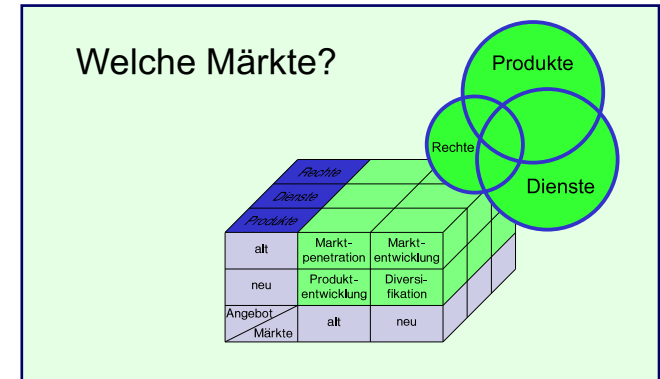 Welche Märkte?
Produkte
Rechte
Dienste
Rechte
Dienste
Produkte
alt
Markt-
penetration
Markt-
entwicklung
neu
Produkt-
entwicklung
Diversi-
fikation
Angebot
Märkte
alt
neu